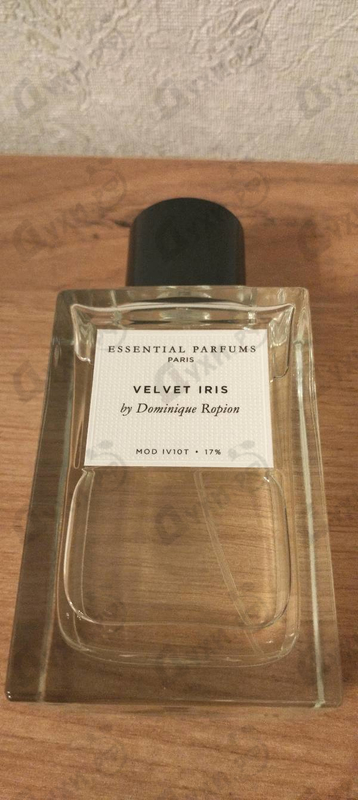 ESSENTIAL PARFUMS
PARIS
VELVET IRIS
by Dominique Ropion
MOD IV10T • 17%